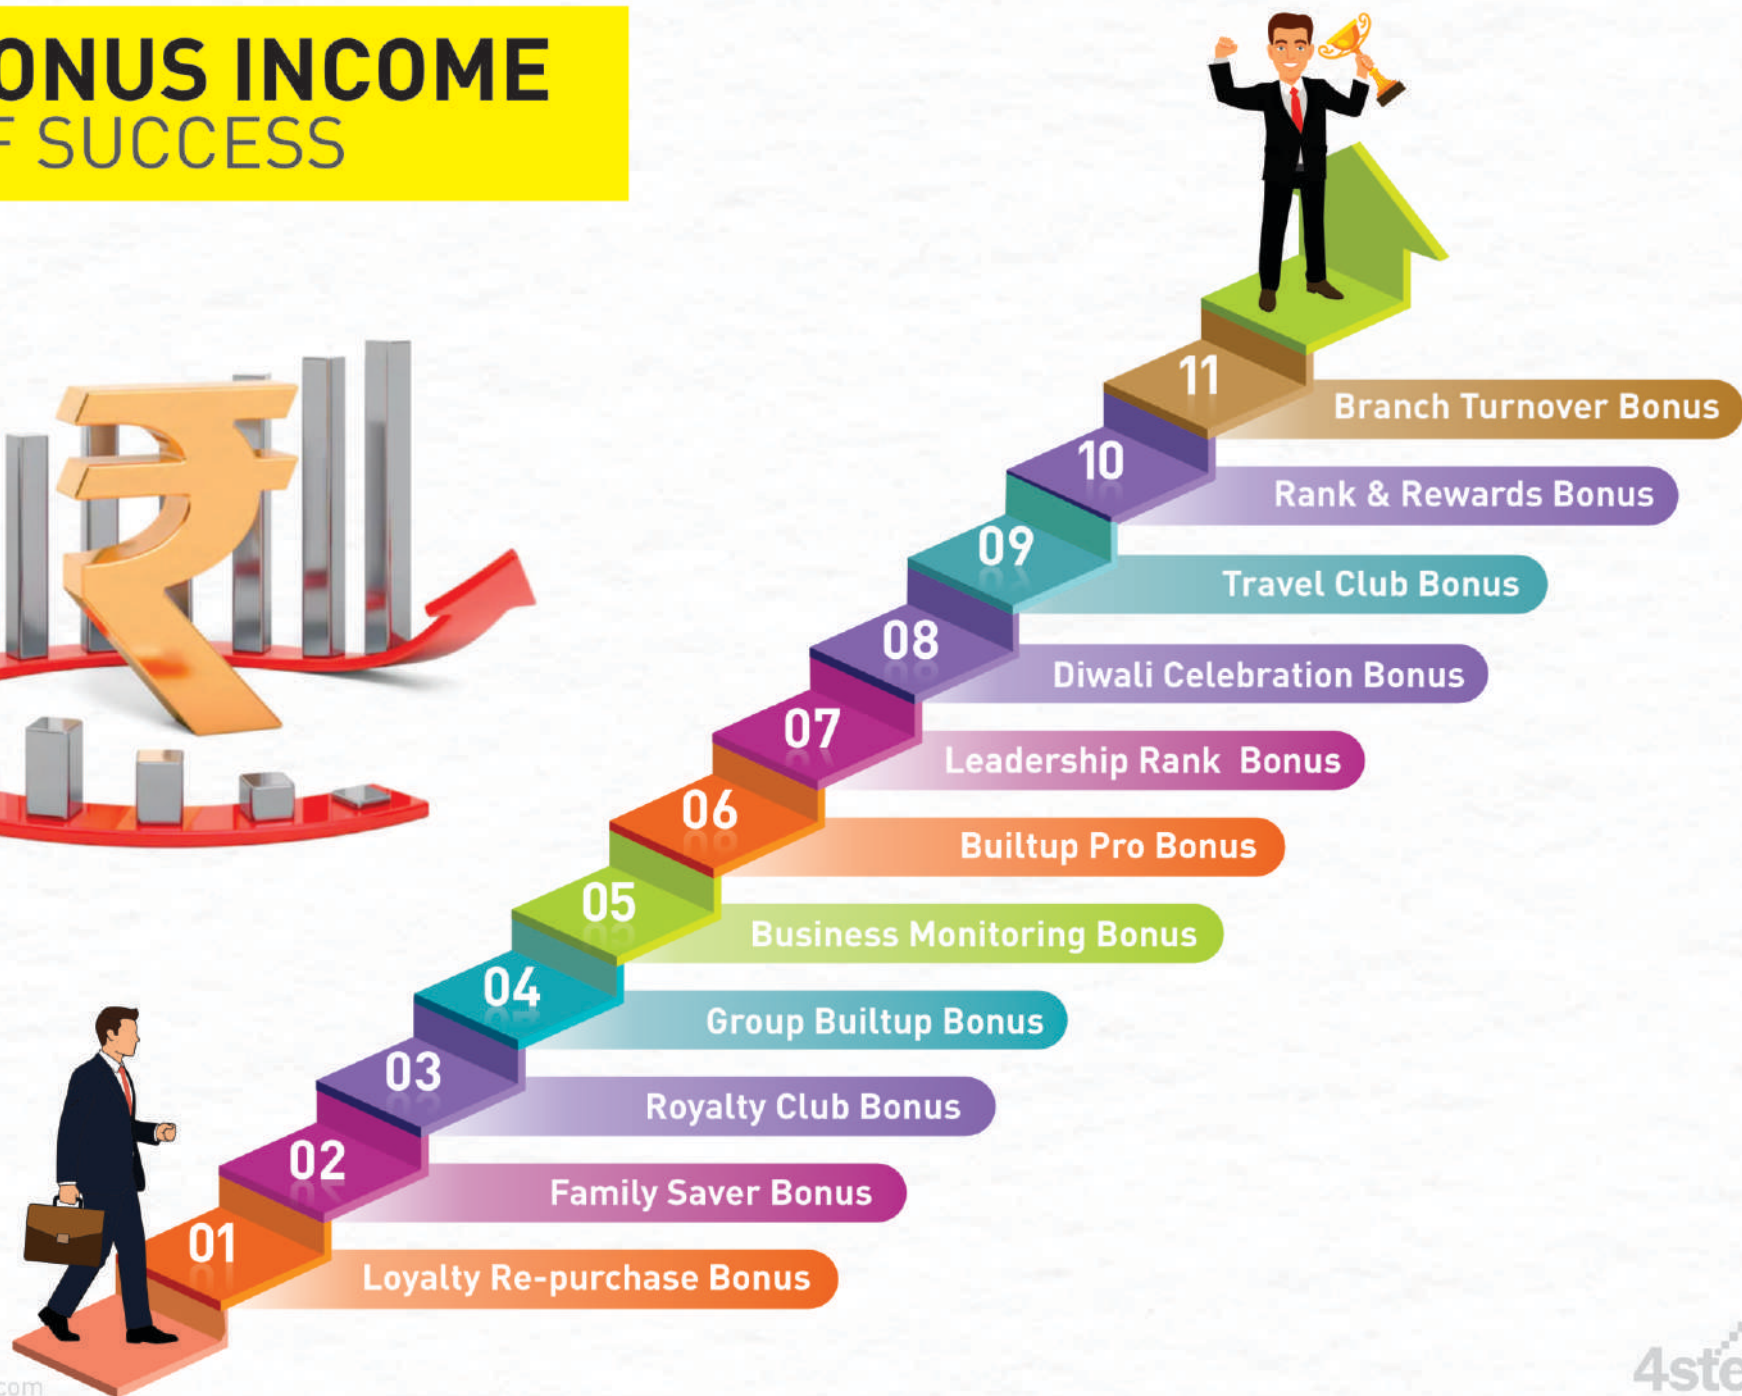 ONUS INCOME
F SUCCESS
11
Branch Turnover Bonus
10
Rank & Rewards Bonus
09
Travel Club Bonus
08
Diwali Celebration Bonus
07
Leadership Rank Bonus
06
Builtup Pro Bonus
05
Business Monitoring Bonus
04
Group Builtup Bonus
03
Royalty Club Bonus
02
Family Saver Bonus
01
Loyalty Re-purchase Bonus
com
4ste